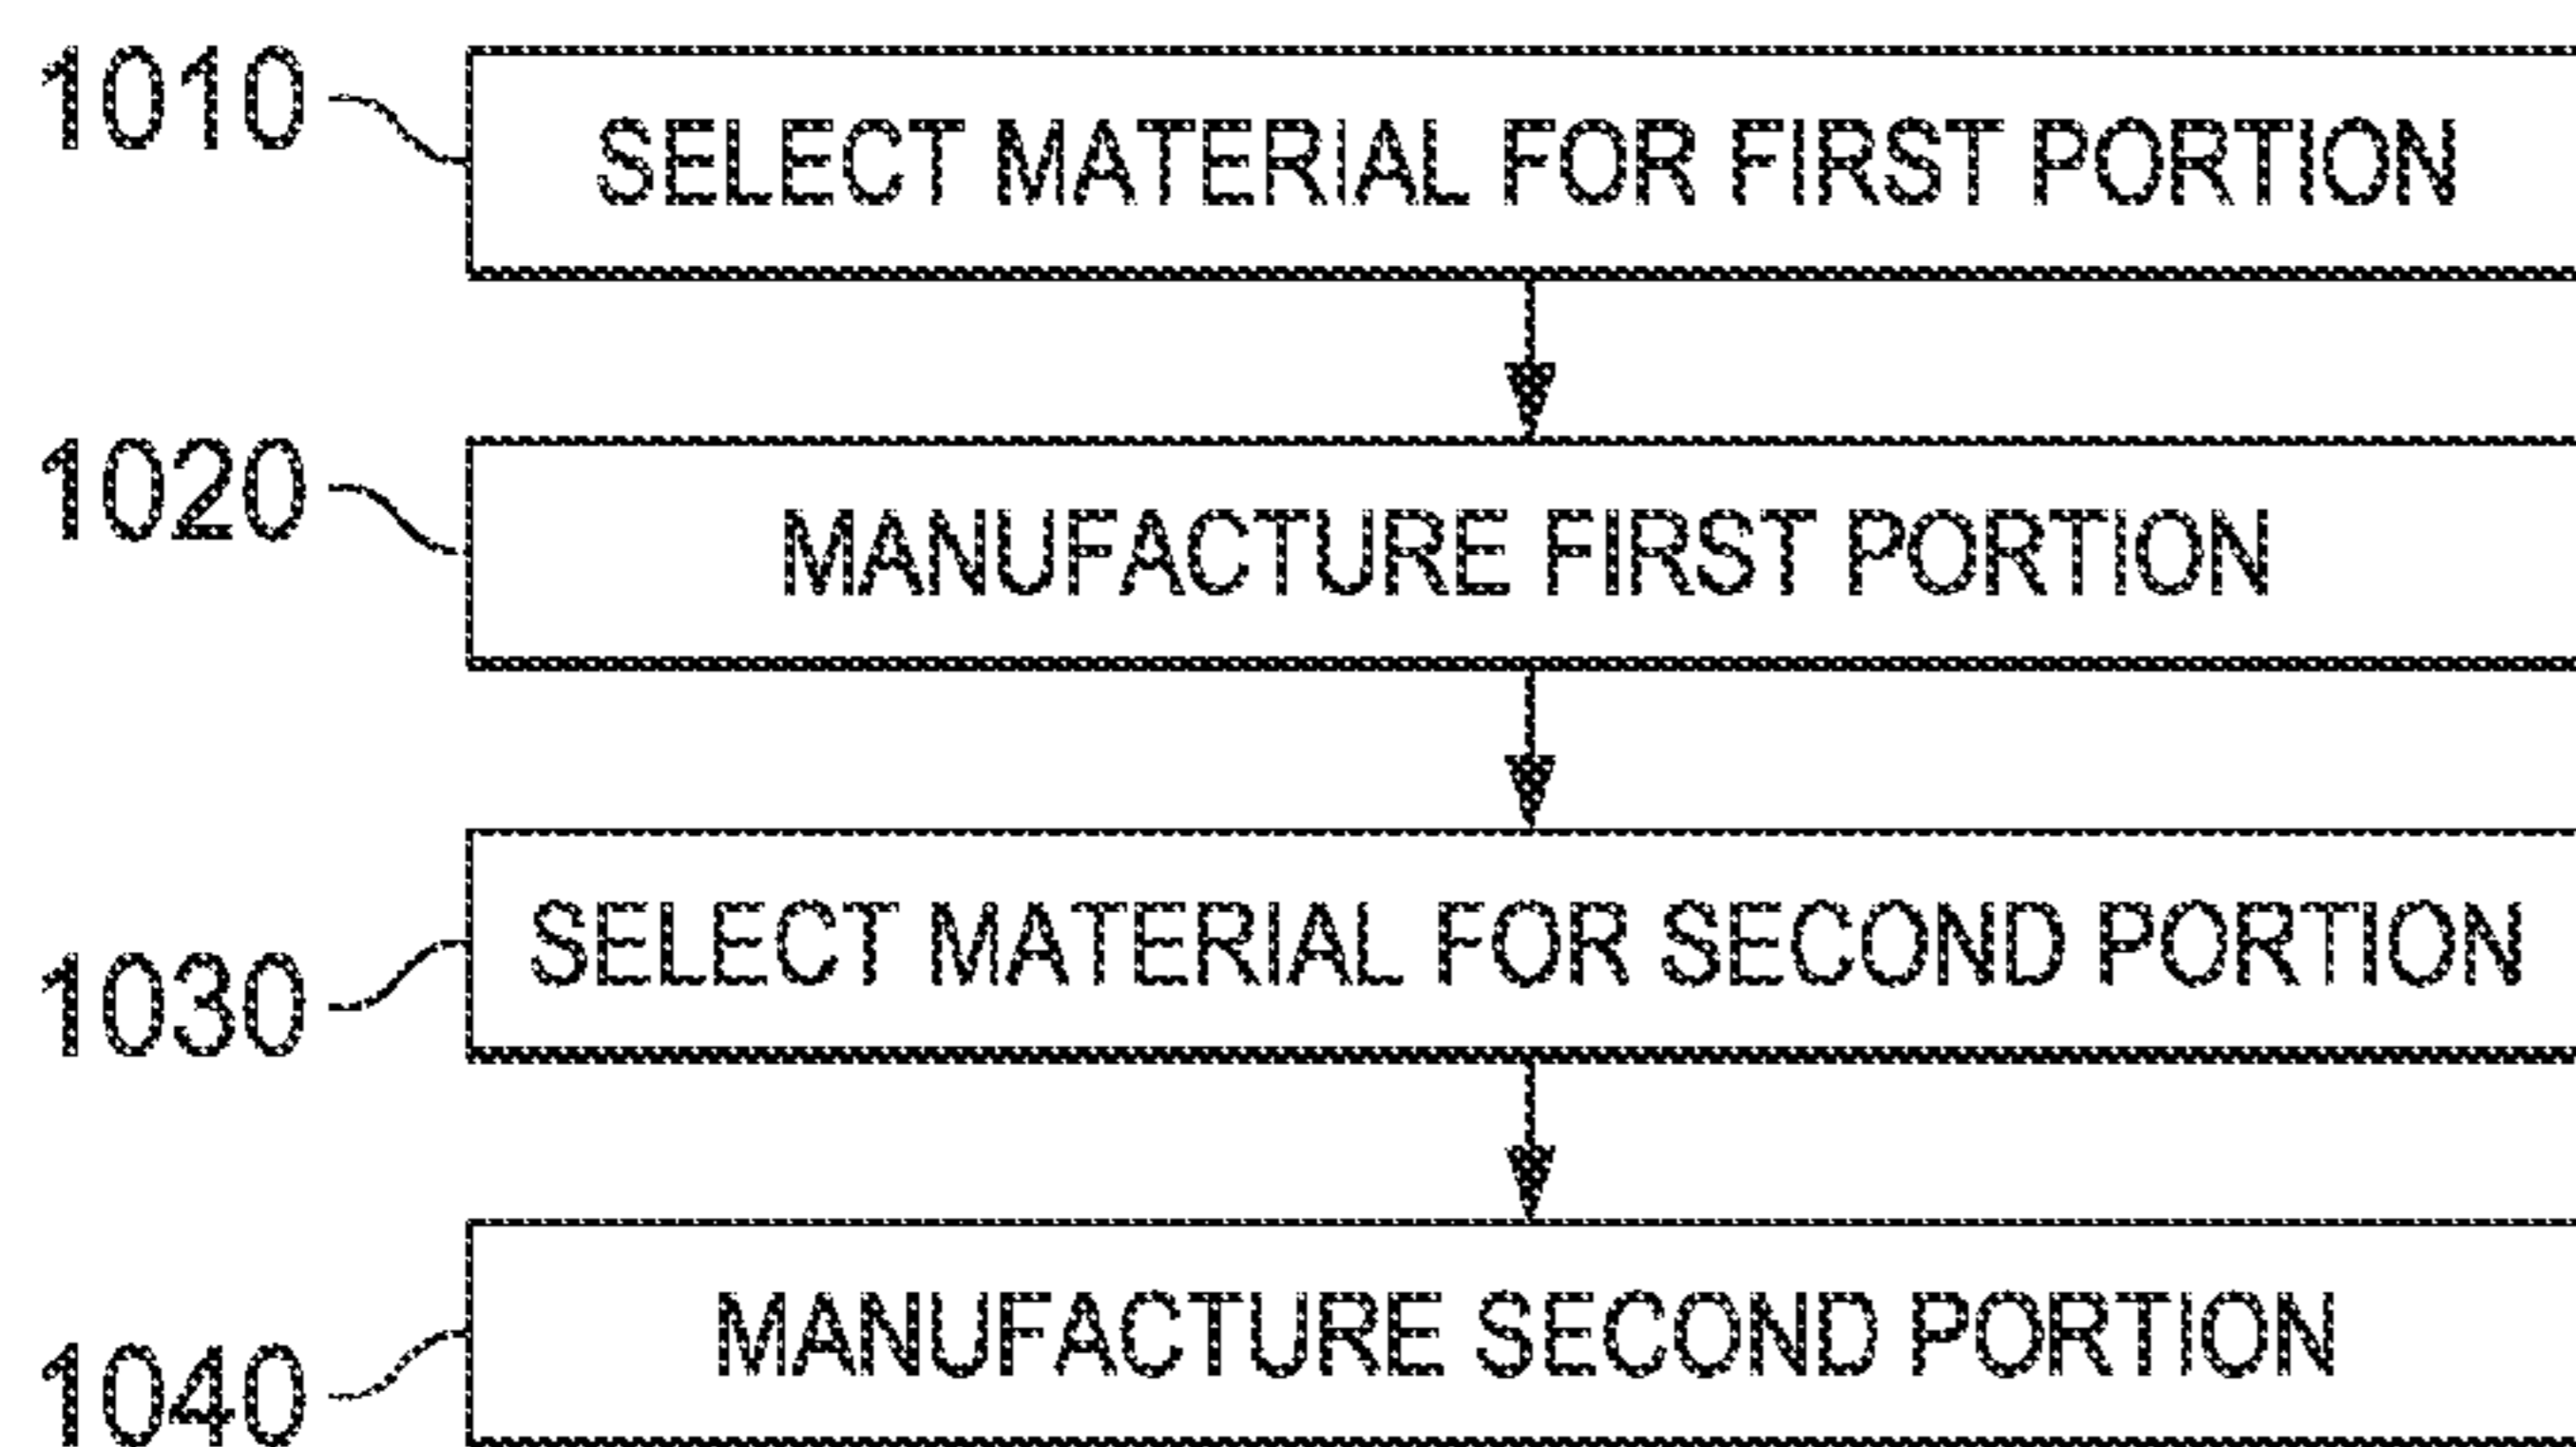 1010 SELECT MATERIAL FOR FIRST PORTION
1020 MANUFACTURE FIRST PORTION
1030 SELECT MATERIAL FOR SECOND PORTION
1040 MANUFACTURE SECOND PORTION